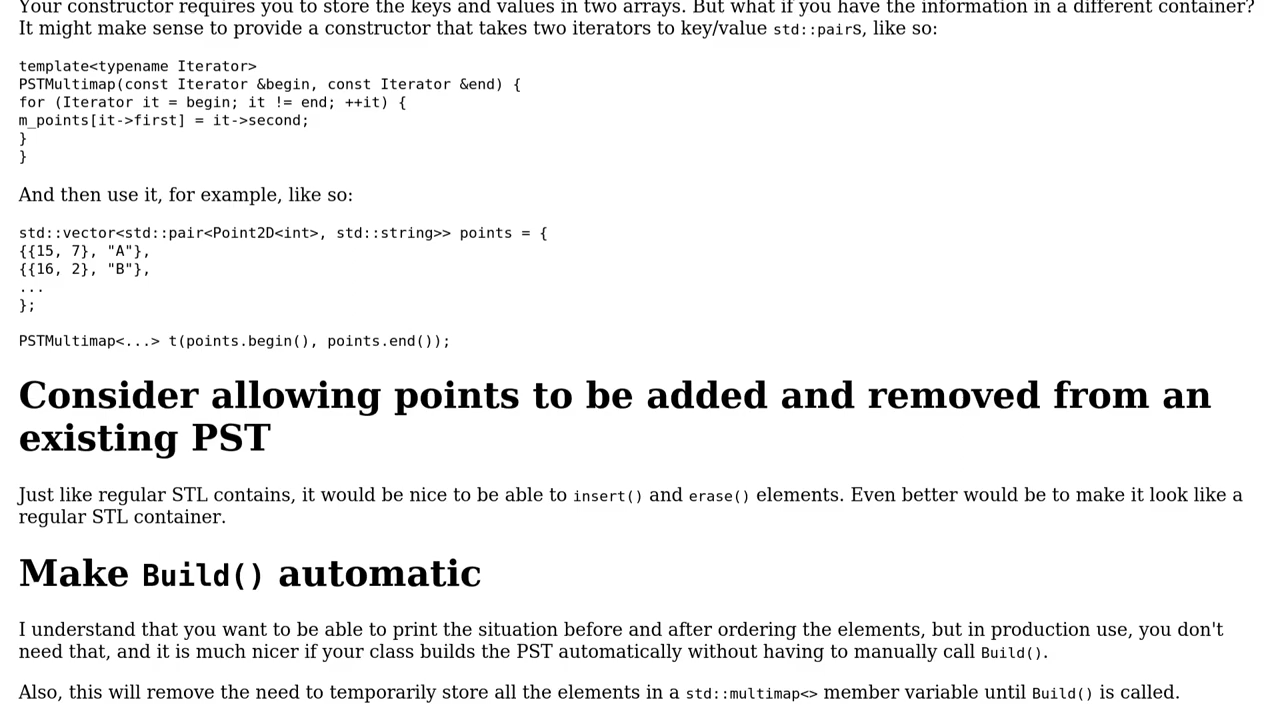 Your constructor requires you to store the keys and values in two arrays. But what if you have the information in a different container?
It might make sense to provide a constructor that takes two iterators to key/value std::pairs, like so:
template<typename Iterator>
PSTMultimap(const Iterator &begin, const Iterator &end) {
for (Iterator it = begin; it != end; ++it) {
m_points[it->first] = it->second;
}
}
And then use it, for example, like so:
std::vector<std::pair<Point2D<int>, std::string>> points = {
{{15, 7}, "A"},
{{16, 2}, "B"},
...
};
PSTMultimap<...> t(points.begin(), points.end());
Consider allowing points to be added and removed from an
existing PST
Just like regular STL contains, it would be nice to be able to insert() and erase() elements. Even better would be to make it look like a
regular STL container.
Make Build() automatic
I understand that you want to be able to print the situation before and after ordering the elements, but in production use, you don't
need that, and it is much nicer if your class builds the PST automatically without having to manually call Build().
Also, this will remove the need to temporarily store all the elements in a std::multimap<> member variable until Build() is called.